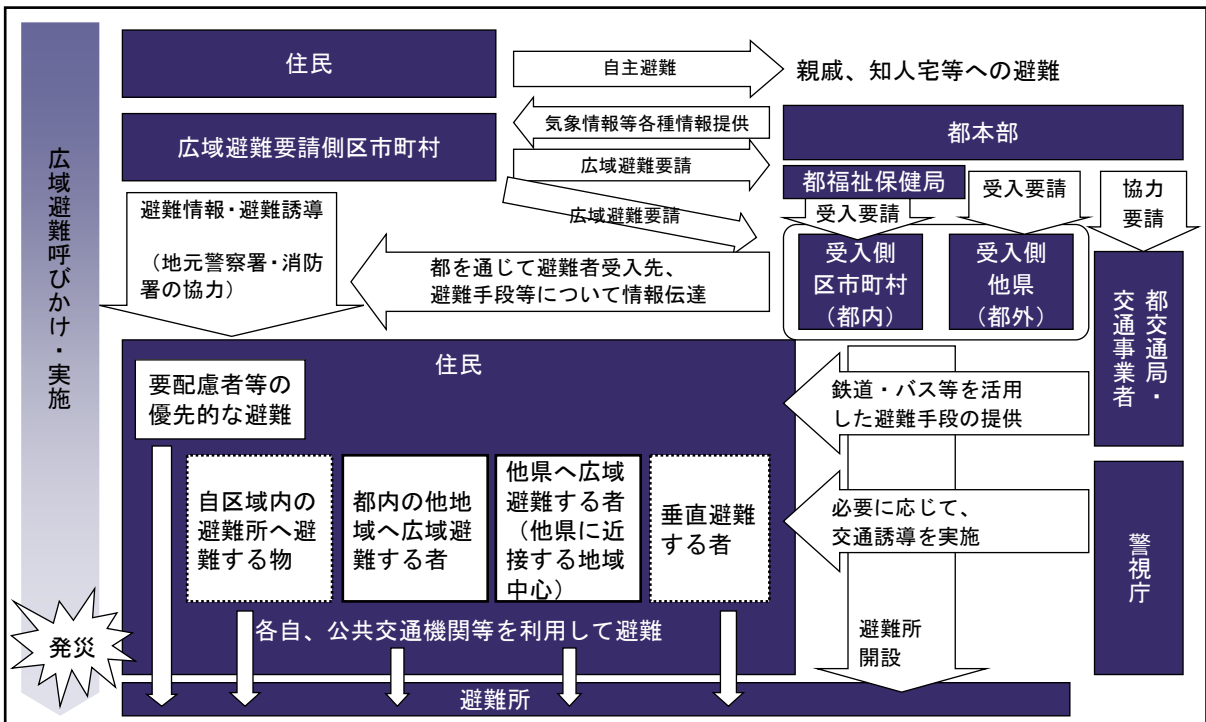 広域避難呼びかけ・実施
発災
住民
自主避難
親戚、知人宅等への避難
広域避難要請側区市町村
気象情報等各種情報提供
広域避難要請
広域避難要請
都本部
都福祉保健局
受入要請
受入要請
協力
要請
避難情報・避難誘導
（地元警察署・消防
署の協力）
都を通じて避難者受入先、
避難手段等について情報伝達
受入側
区市町村
（都内）
受入側
他県
（都外）
都交通局・
交通事業者
住民
要配慮者等の
優先的な避難
鉄道・バス等を活用
した避難手段の提供
自区域内の
避難所へ避
難する物
都内の他地
域へ広域避
難する者
他県へ広域
避難する者
（他県に近
接する地域
中心）
垂直避難
する者
必要に応じて、
交通誘導を実施
警視庁
各自、公共交通機関等を利用して避難
避難所
開設
避難所